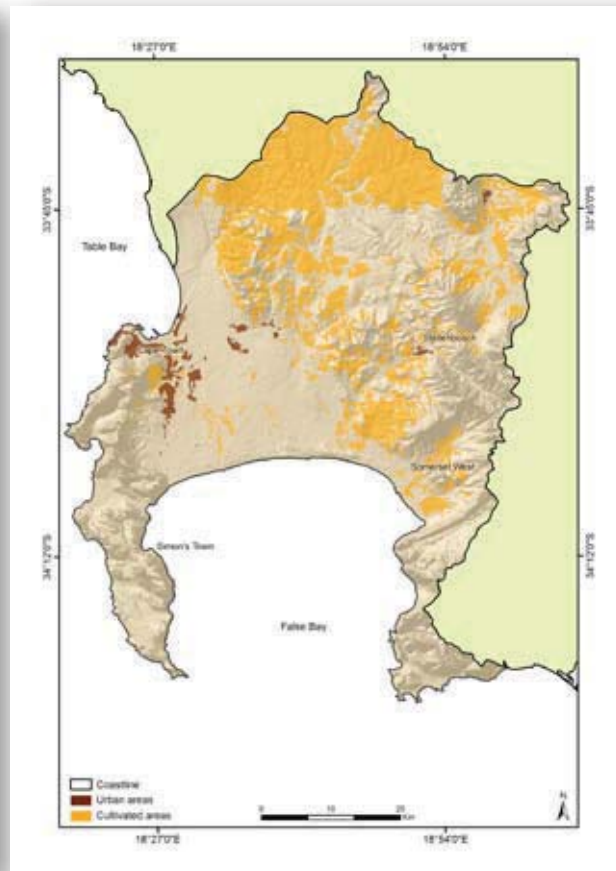 18°27'0"E
18°54'0"E
33°45'0"S
33°45'0"S
Table Bay
Stellenbosch
Somerset West
34°12'0"S
34°12'0"S
Simon's Town
False Bay
Coastline
Urban areas
Cultivated areas
0 10 20
Km
N
18°27'0"E
18°54'0"E